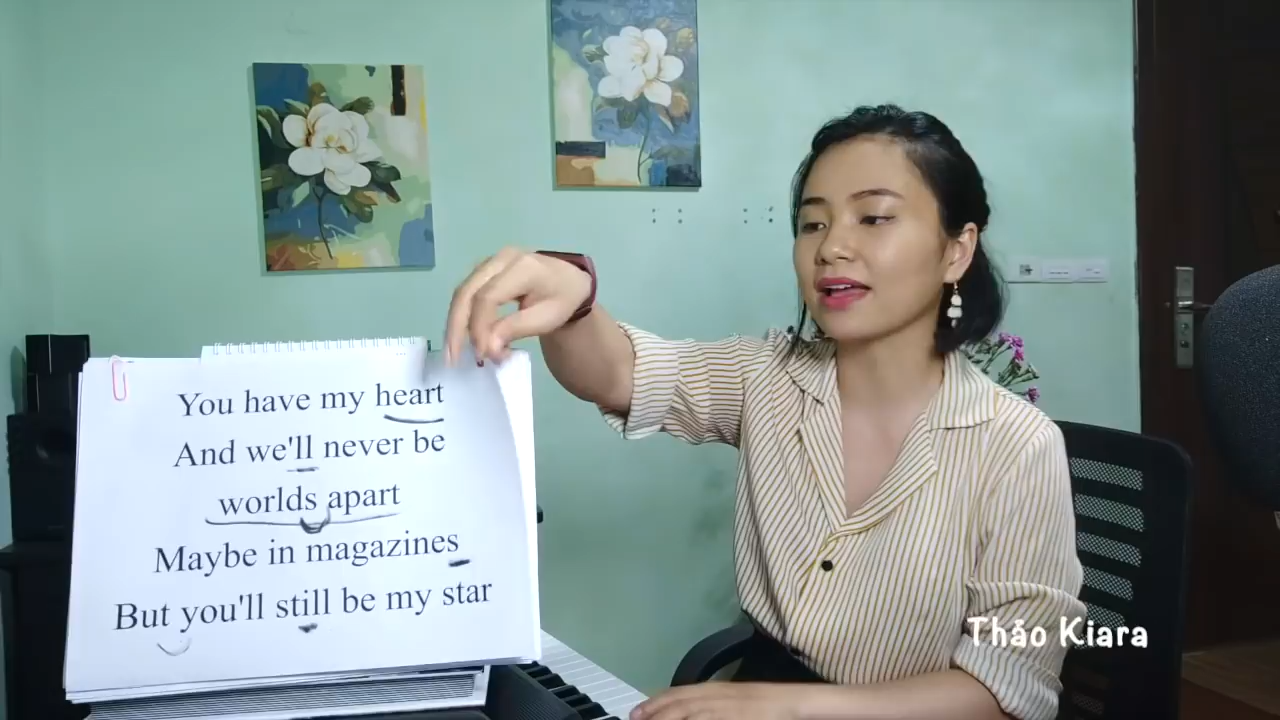 You have my heart
And we'll never be
worlds apart
Maybe in magazines
But you'll still be my star
Thảo Kiara